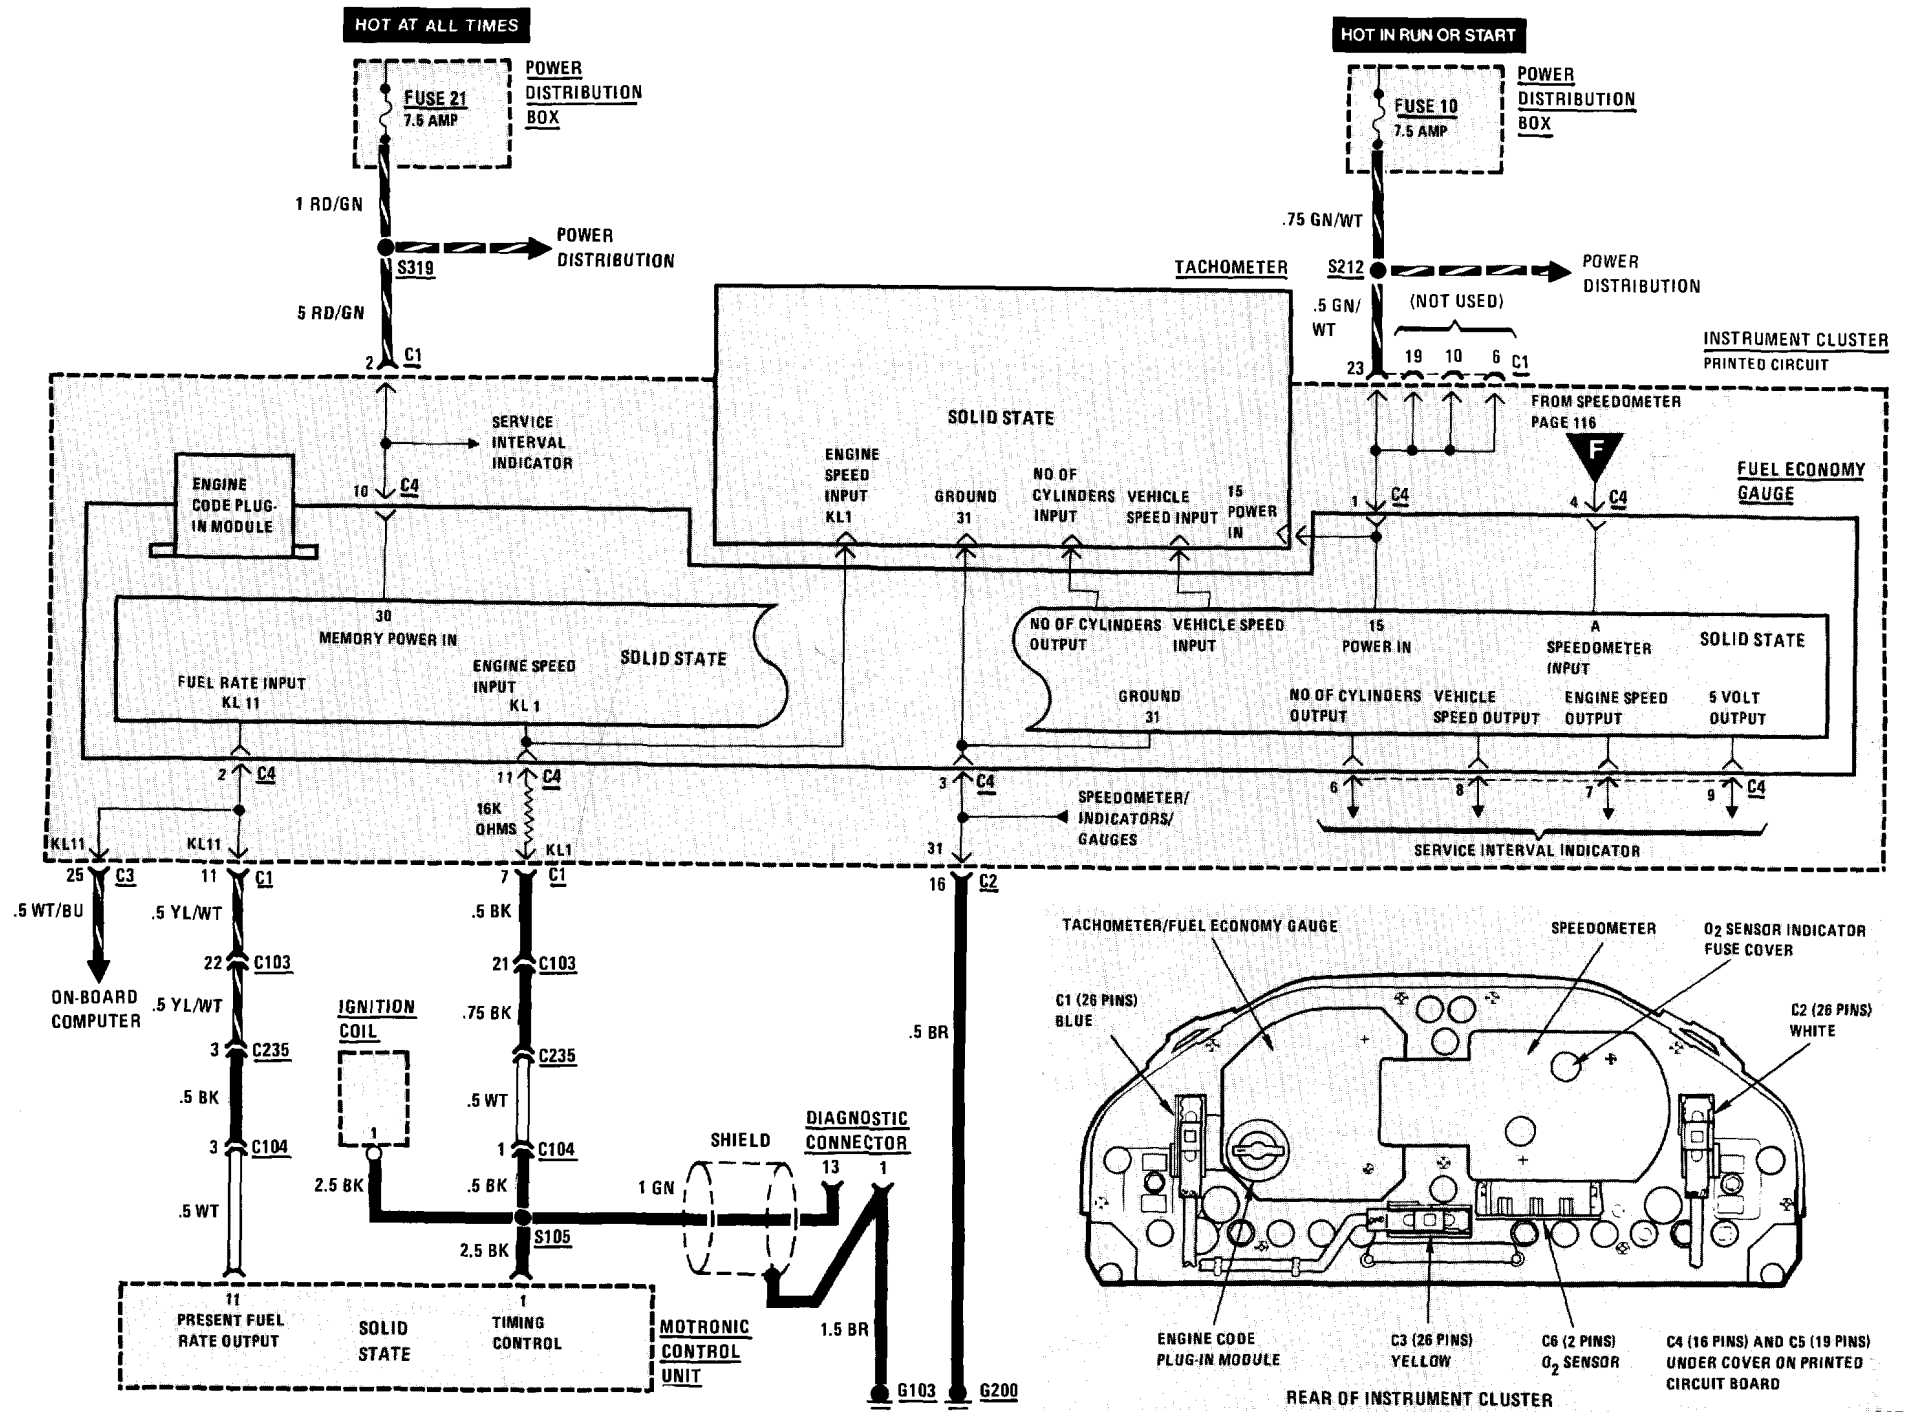 HOT AT ALL TIMES
HOT IN RUN OR START
POWER
DISTRIBUTION
BOX
FUSE 21
7.5 AMP
POWER
DISTRIBUTION
BOX
FUSE 10
7.5 AMP
1 RD/GN
POWER
DISTRIBUTION
S319
5 RD/GN
2
C1
.75 GN/WT
TACHOMETER
S212
POWER
DISTRIBUTION
.5 GN/
WT
(NOT USED)
23
19
10
6
C1
INSTRUMENT CLUSTER
PRINTED CIRCUIT
SERVICE
INTERVAL
INDICATOR
SOLID STATE
FROM SPEEDOMETER
PAGE 116
F
FUEL ECONOMY
GAUGE
ENGINE
CODE PLUG-
IN MODULE
10
C4
ENGINE
SPEED
INPUT
KL1
GROUND
31
NO OF
CYLINDERS
INPUT
VEHICLE
SPEED INPUT
15
POWER
IN
1
C4
4
C4
30
MEMORY POWER IN
ENGINE SPEED
INPUT
KL 1
SOLID STATE
FUEL RATE INPUT
KL 11
NO OF CYLINDERS
OUTPUT
VEHICLE SPEED
INPUT
15
POWER IN
A
SPEEDOMETER
INPUT
SOLID STATE
GROUND
31
NO OF CYLINDERS
OUTPUT
VEHICLE
SPEED OUTPUT
ENGINE SPEED
OUTPUT
5 VOLT
OUTPUT
2
C4
11
C4
3
C4
6
8
7
9
C4
16K
OHMS
SPEEDOMETER/
INDICATORS/
GAUGES
SERVICE INTERVAL INDICATOR
KL11
KL11
KL1
31
25
C3
11
C1
7
C1
16
C2
.5 WT/BU
.5 YL/WT
.5 BK
22
C103
21
C103
ON-BOARD
COMPUTER
.5 YL/WT
IGNITION
COIL
.75 BK
.5 BR
3
C235
C235
.5 BK
.5 WT
3
C104
1
1
C104
SHIELD
DIAGNOSTIC
CONNECTOR
13
1
2.5 BK
.5 BK
1 GN
.5 WT
S105
2.5 BK
11
PRESENT FUEL
RATE OUTPUT
SOLID
STATE
1
TIMING
CONTROL
MOTRONIC
CONTROL
UNIT
1.5 BR
G103
G200
TACHOMETER/FUEL ECONOMY GAUGE
SPEEDOMETER
O2 SENSOR INDICATOR
FUSE COVER
C1 (26 PINS)
BLUE
C2 (26 PINS)
WHITE
ENGINE CODE
PLUG-IN MODULE
C3 (26 PINS)
YELLOW
C6 (2 PINS)
O2 SENSOR
C4 (16 PINS) AND C5 (19 PINS)
UNDER COVER ON PRINTED
CIRCUIT BOARD
REAR OF INSTRUMENT CLUSTER